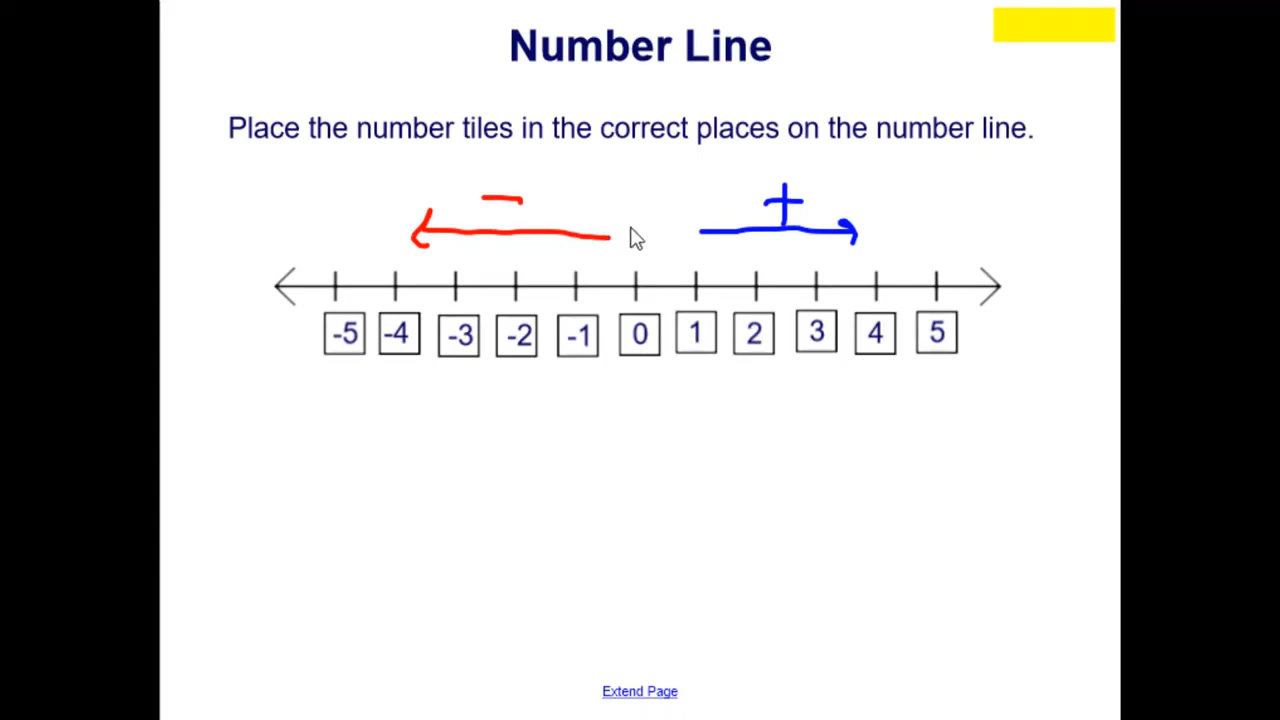 Number Line
Place the number tiles in the correct places on the number line.
- +
-5 -4 -3 -2 -1 0 1 2 3 4 5
Extend Page